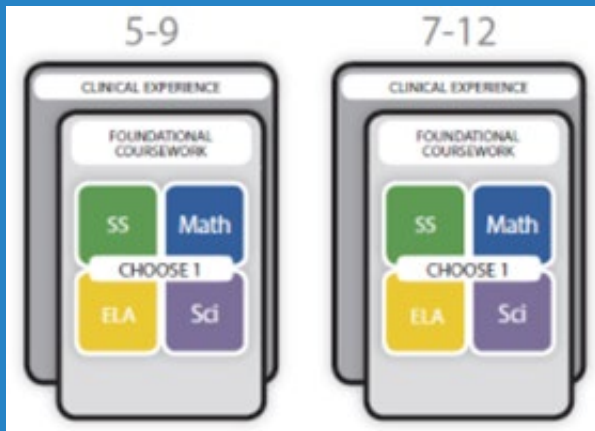 5-9
CLINICAL EXPERIENCE
FOUNDATIONAL
COURSEWORK
SS
Math
CHOOSE 1
ELA
Sci
7-12
CLINICAL EXPERIENCE
FOUNDATIONAL
COURSEWORK
SS
Math
CHOOSE 1
ELA
Sci